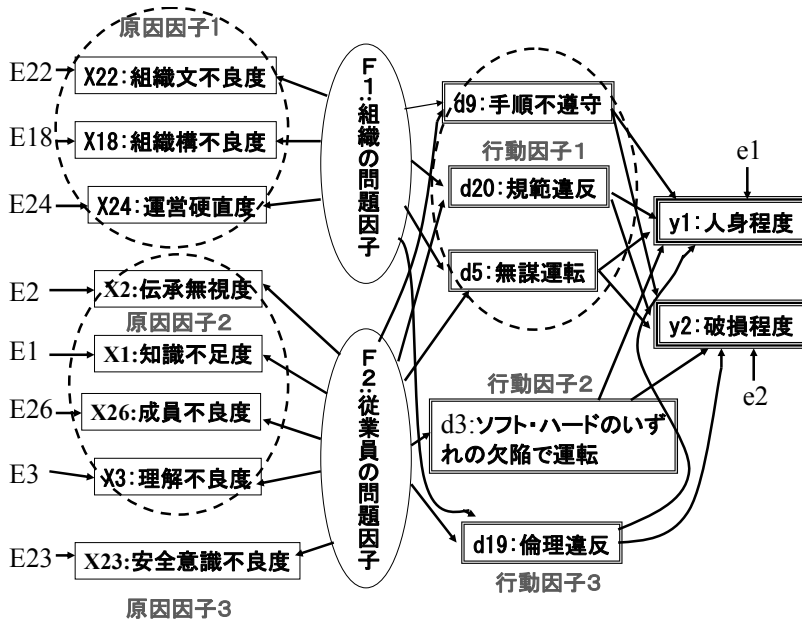 原因因子1
E22
X22:組織文不良度
E18
X18:組織構不良度
E24
X24:運営硬直度
E2
X2:伝承無視度
原因因子2
E1
X1:知識不足度
E26
X26:成員不良度
E3
X3:理解不良度
E23
X23:安全意識不良度
原因因子3
F1:組織の問題因子
F2:従業員の問題因子
d9:手順不遵守
行動因子1
d20:規範違反
d5:無謀運転
行動因子2
d3:ソフト・ハードのいず
れの欠陥で運転
d19:倫理違反
行動因子3
e1
y1:人身程度
y2:破損程度
e2